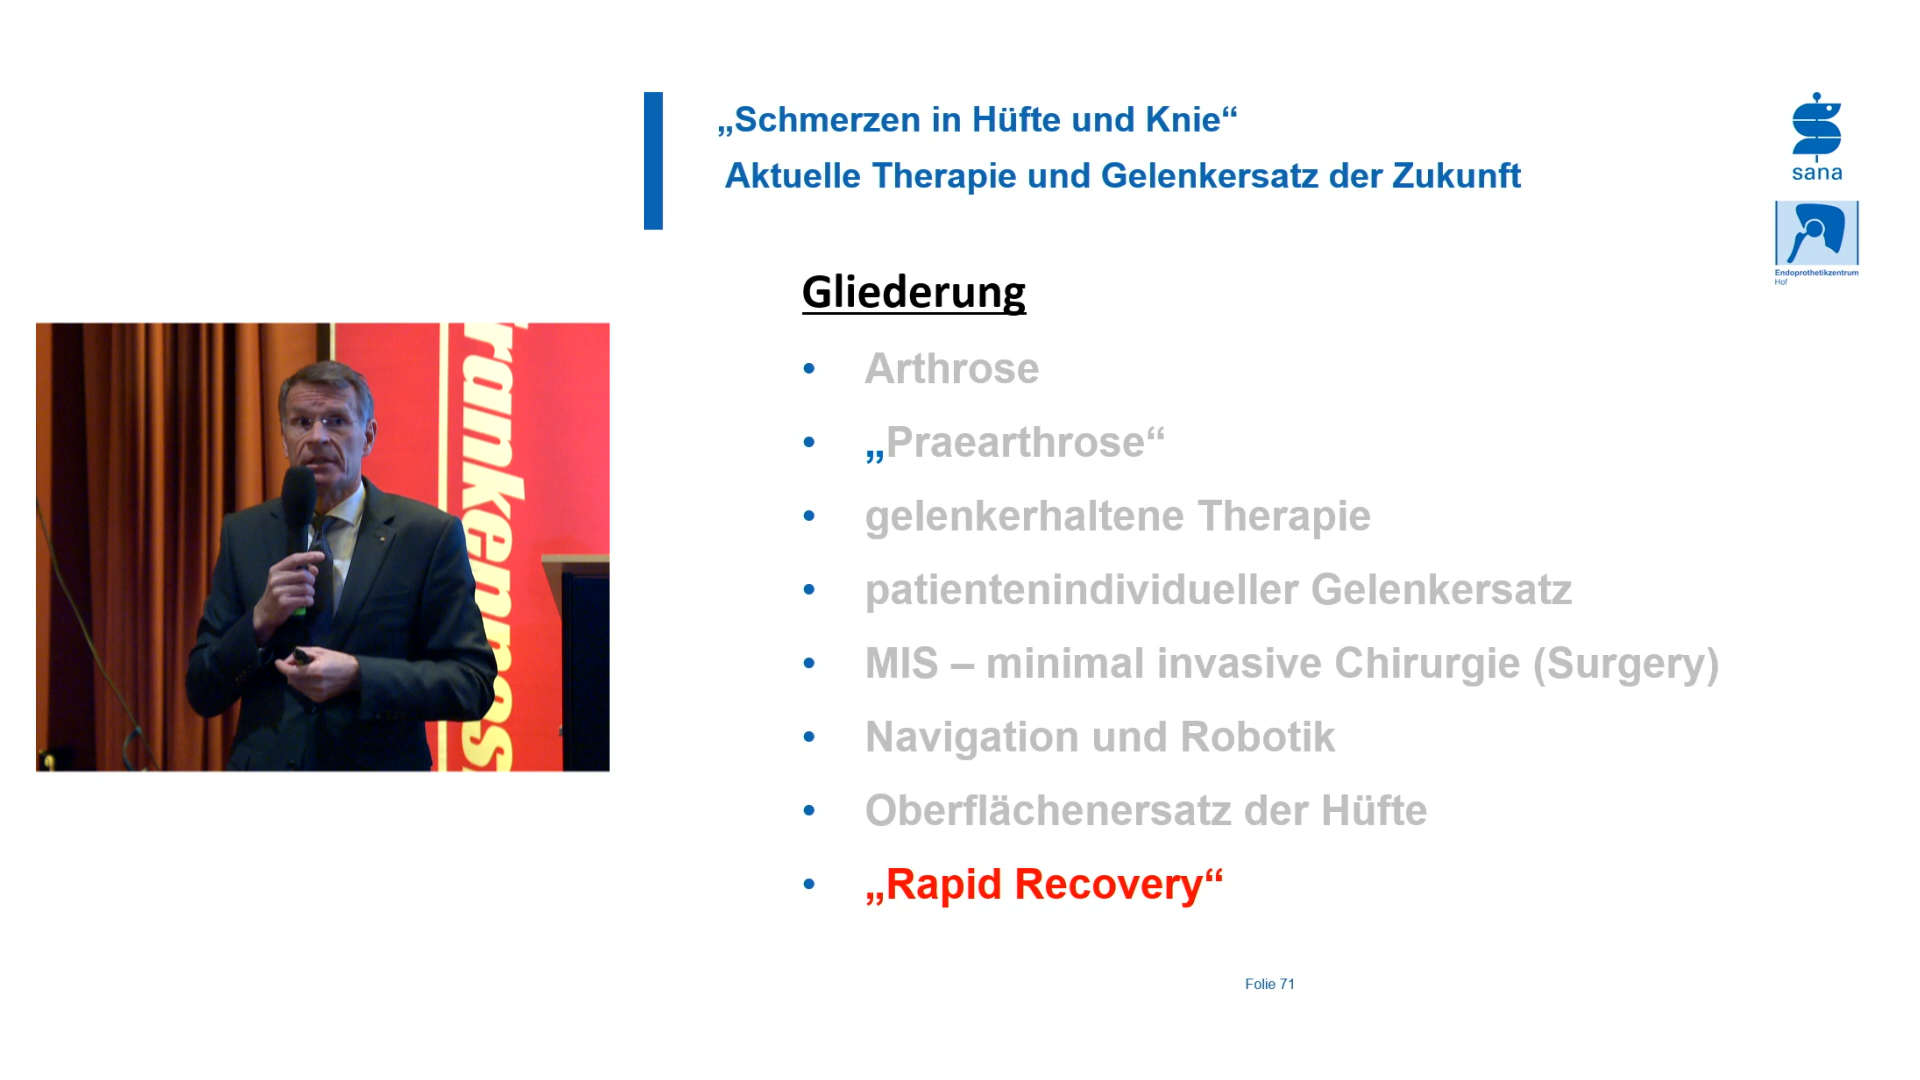 „Schmerzen in Hüfte und Knie“
Aktuelle Therapie und Gelenkersatz der Zukunft
sana
Endoprothetikzentrum
Hof
Gliederung
• Arthrose
• „Praearthrose“
• gelenkerhaltene Therapie
• patientenindividueller Gelenkersatz
• MIS – minimal invasive Chirurgie (Surgery)
• Navigation und Robotik
• Oberflächenersatz der Hüfte
• „Rapid Recovery“
Folie 71